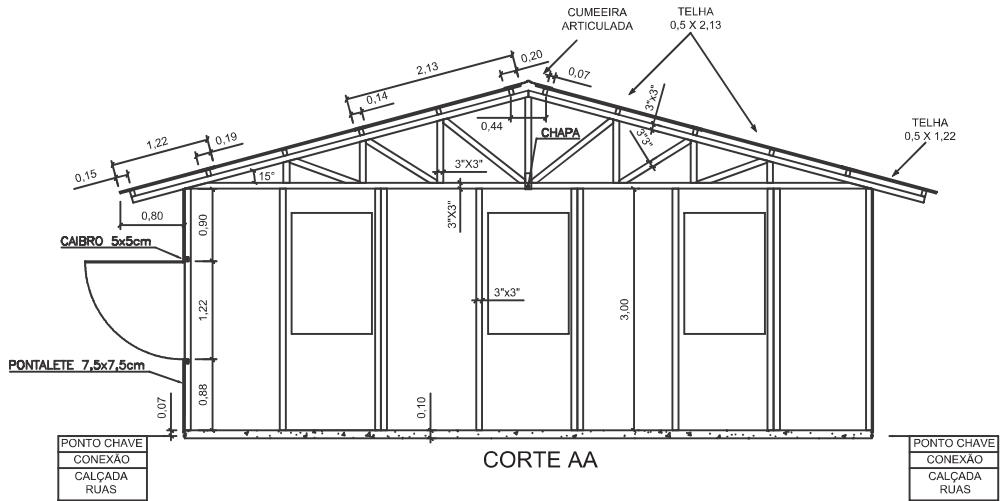 CUMEEIRA
ARTICULADA
TELHA
0,5 X 2,13
0,20
2,13
0,07
0,14
3"x3"
0,44
CHAPA
TELHA
0,5 X 1,22
1,22
0,19
3"x3"
0,15
15°
3"X3"
0,80
0,90
3"X3"
CAIBRO 5x5cm
3"x3"
1,22
3,00
PONTALETE 7,5x7,5cm
0,88
0,07
0,10
PONTO CHAVE
CONEXÃO
CALÇADA
RUAS
CORTE AA
PONTO CHAVE
CONEXÃO
CALÇADA
RUAS